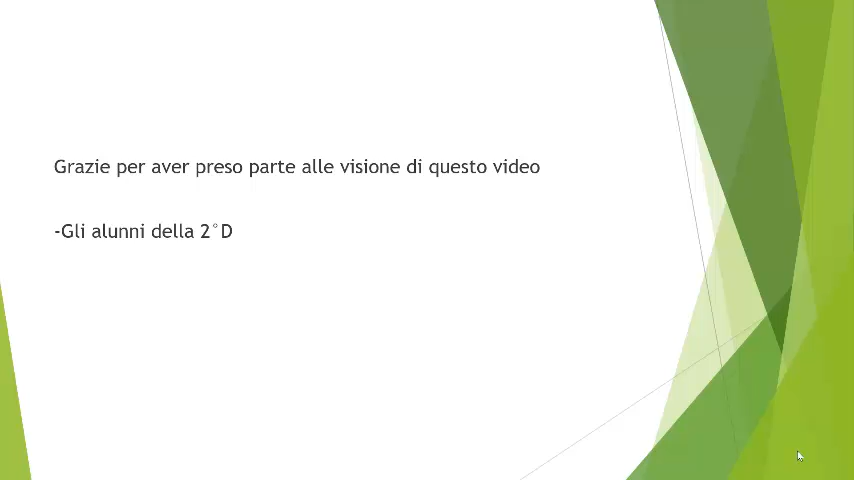 Grazie per aver preso parte alle visione di questo video
-Gli alunni della 2°D